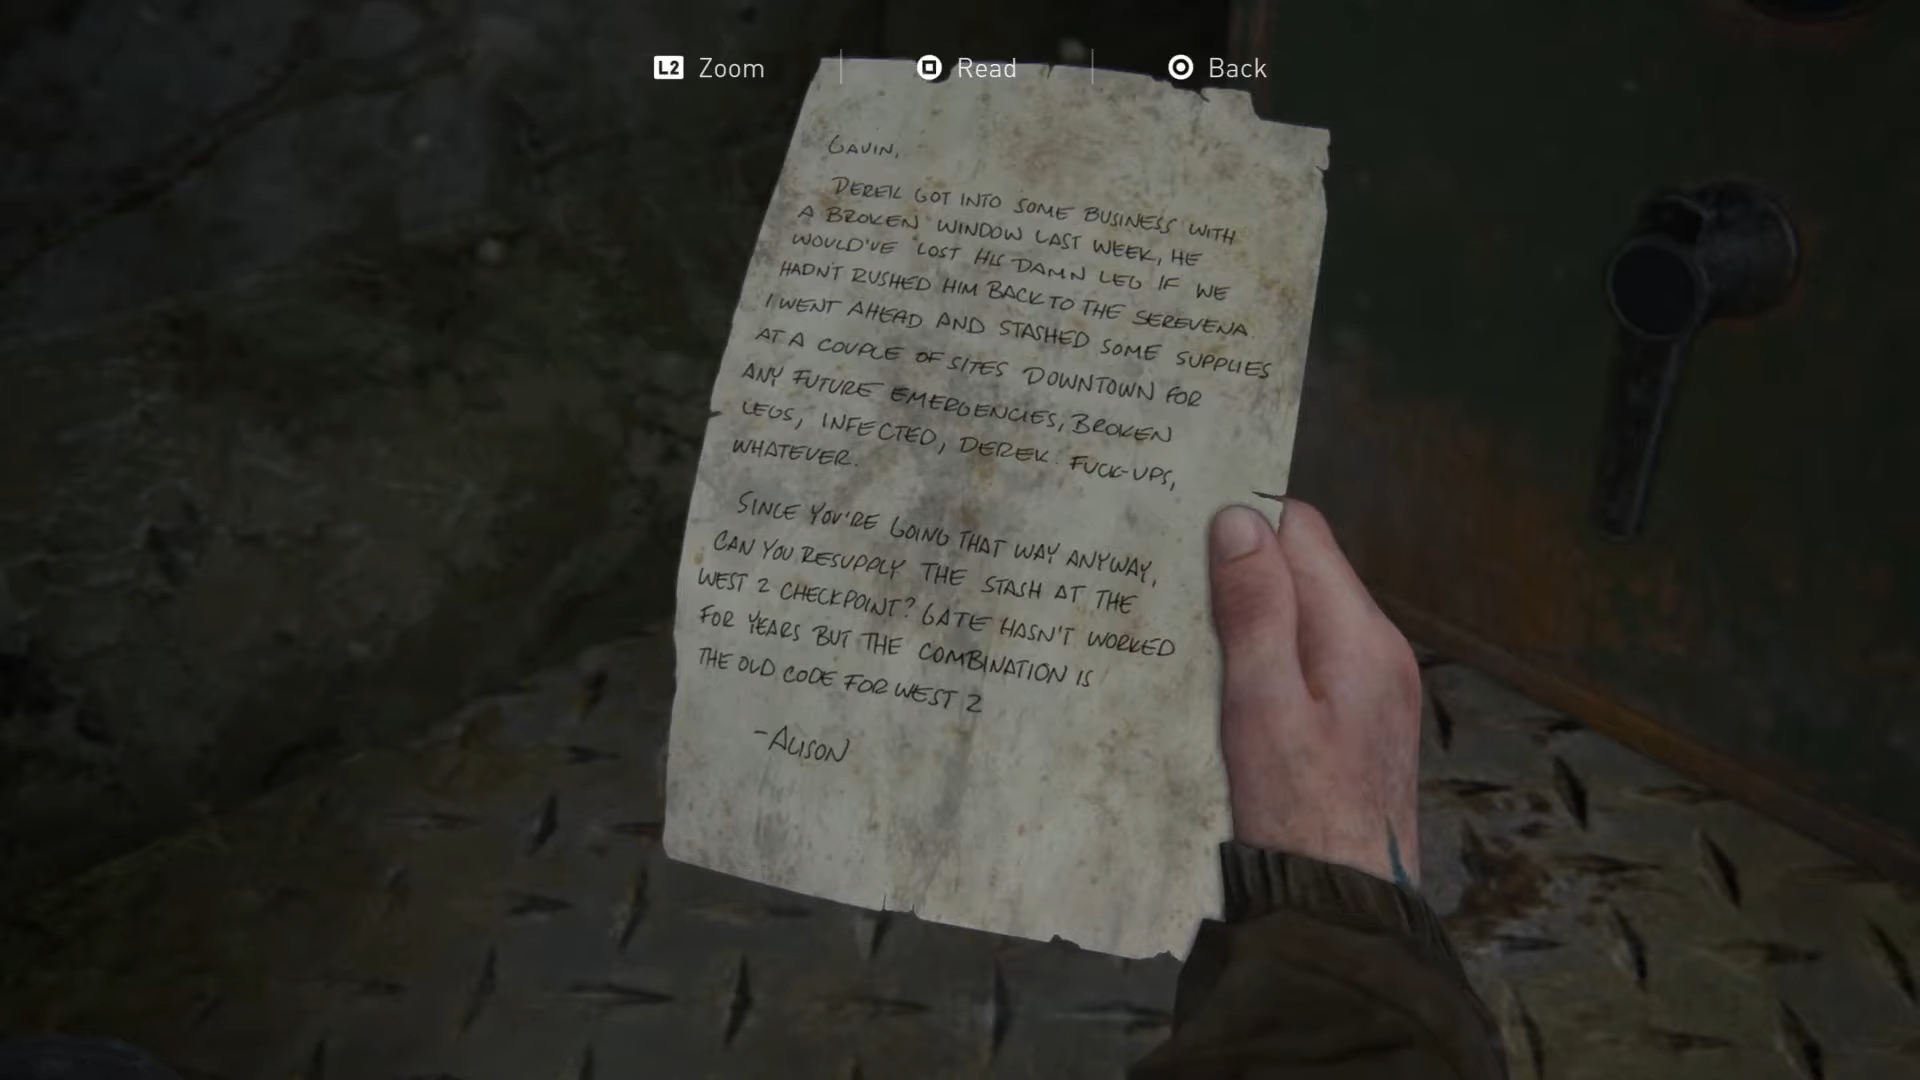 L2 Zoom
Read
Back
GAVIN,
DEREK GOT INTO SOME BUSINESS WITH
A BROKEN WINDOW LAST WEEK, HE
WOULD'VE LOST HIS DAMN LEG IF WE
HADN'T RUSHED HIM BACK TO THE SEREVENA.
I WENT AHEAD AND STASHED SOME SUPPLIES
AT A COUPLE OF SITES DOWNTOWN FOR
ANY FUTURE EMERGENCIES, BROKEN
LEGS, INFECTED, DEREK FUCK-UPS,
WHATEVER.
SINCE YOU'RE GOING THAT WAY ANYWAY,
CAN YOU RESUPPLY THE STASH AT THE
WEST 2 CHECKPOINT? GATE HASN'T WORKED
FOR YEARS BUT THE COMBINATION IS
THE OLD CODE FOR WEST 2
-ALISON